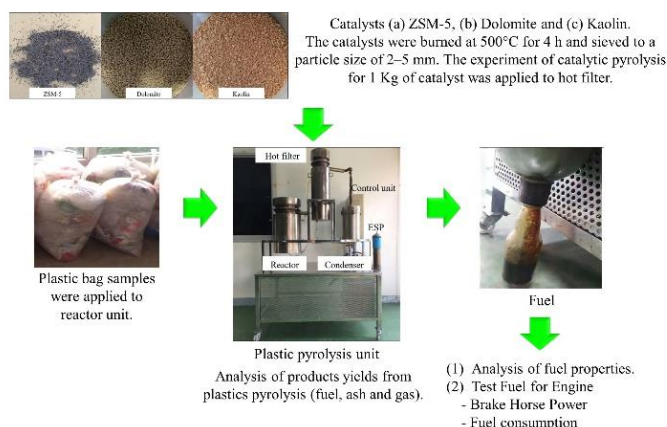 Catalysts (a) ZSM-5, (b) Dolomite and (c) Kaolin.
The catalysts were burned at 500°C for 4 h and sieved to a
particle size of 2–5 mm. The experiment of catalytic pyrolysis
for 1 Kg of catalyst was applied to hot filter.
ZSM-5
Dolomite
Kaolin
Hot filter
Control unit
ESP
Reactor
Condenser
Plastic bag samples
were applied to
reactor unit.
Plastic pyrolysis unit
Analysis of products yields from
plastics pyrolysis (fuel, ash and gas).
Fuel
(1) Analysis of fuel properties.
(2) Test Fuel for Engine
- Brake Horse Power
- Fuel consumption